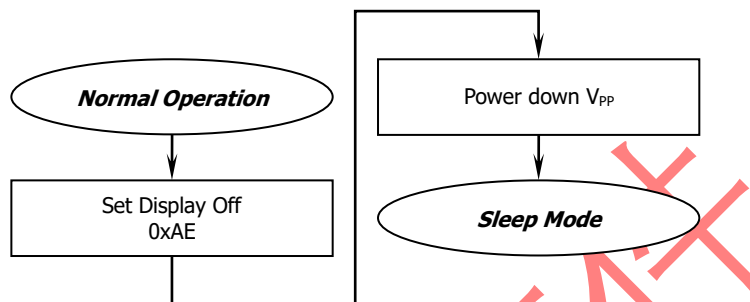 Normal Operation
Set Display Off
0xAE
Power down VPP
Sleep Mode